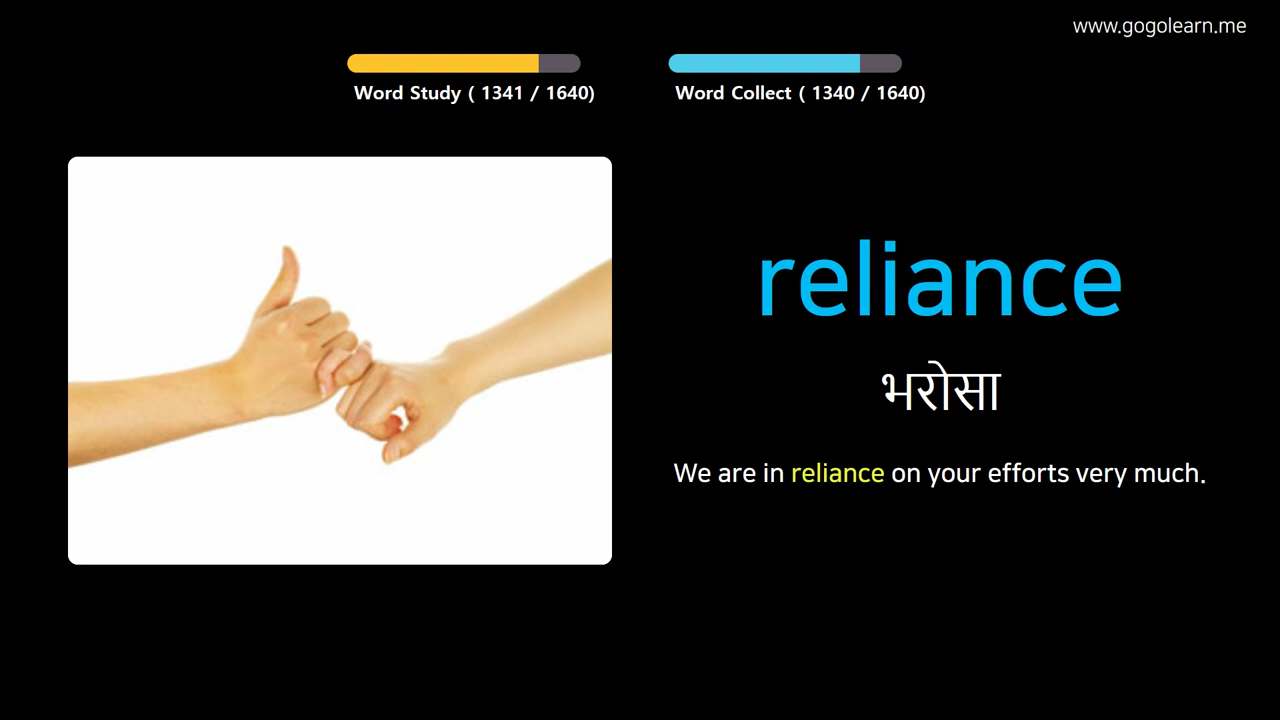 www.gogolearn.me
Word Study ( 1341 / 1640)
Word Collect ( 1340 / 1640)
reliance
भरोसा
We are in reliance on your efforts very much.